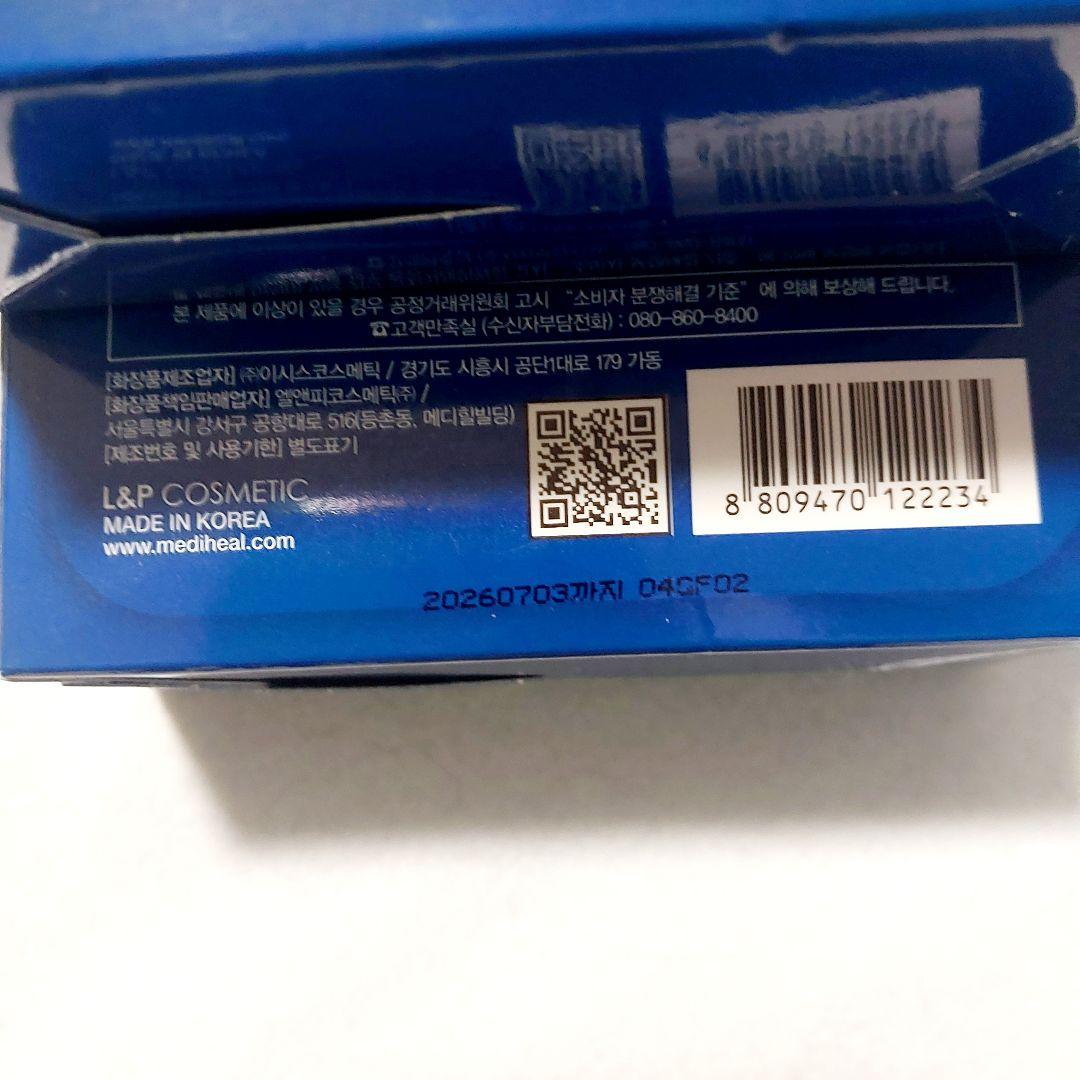 본 제품에 이상이 있을 경우 공정거래위원회 고시 “소비자 분쟁해결 기준” 에 의해 보상해 드립니다.
☎고객만족실 (수신자부담전화) : 080-860-8400
[화장품제조업자] ㈜이시스코스메틱 / 경기도 시흥시 공단1대로 179 가동
[화장품책임판매업자] 엘앤피코스메틱㈜ /
서울특별시 강서구 공항대로 516(등촌동, 메디힐빌딩)
[제조번호 및 사용기한] 별도표기
L&P COSMETIC
MADE IN KOREA
www.mediheal.com
8 809470 122234
20260703까지 04GF02